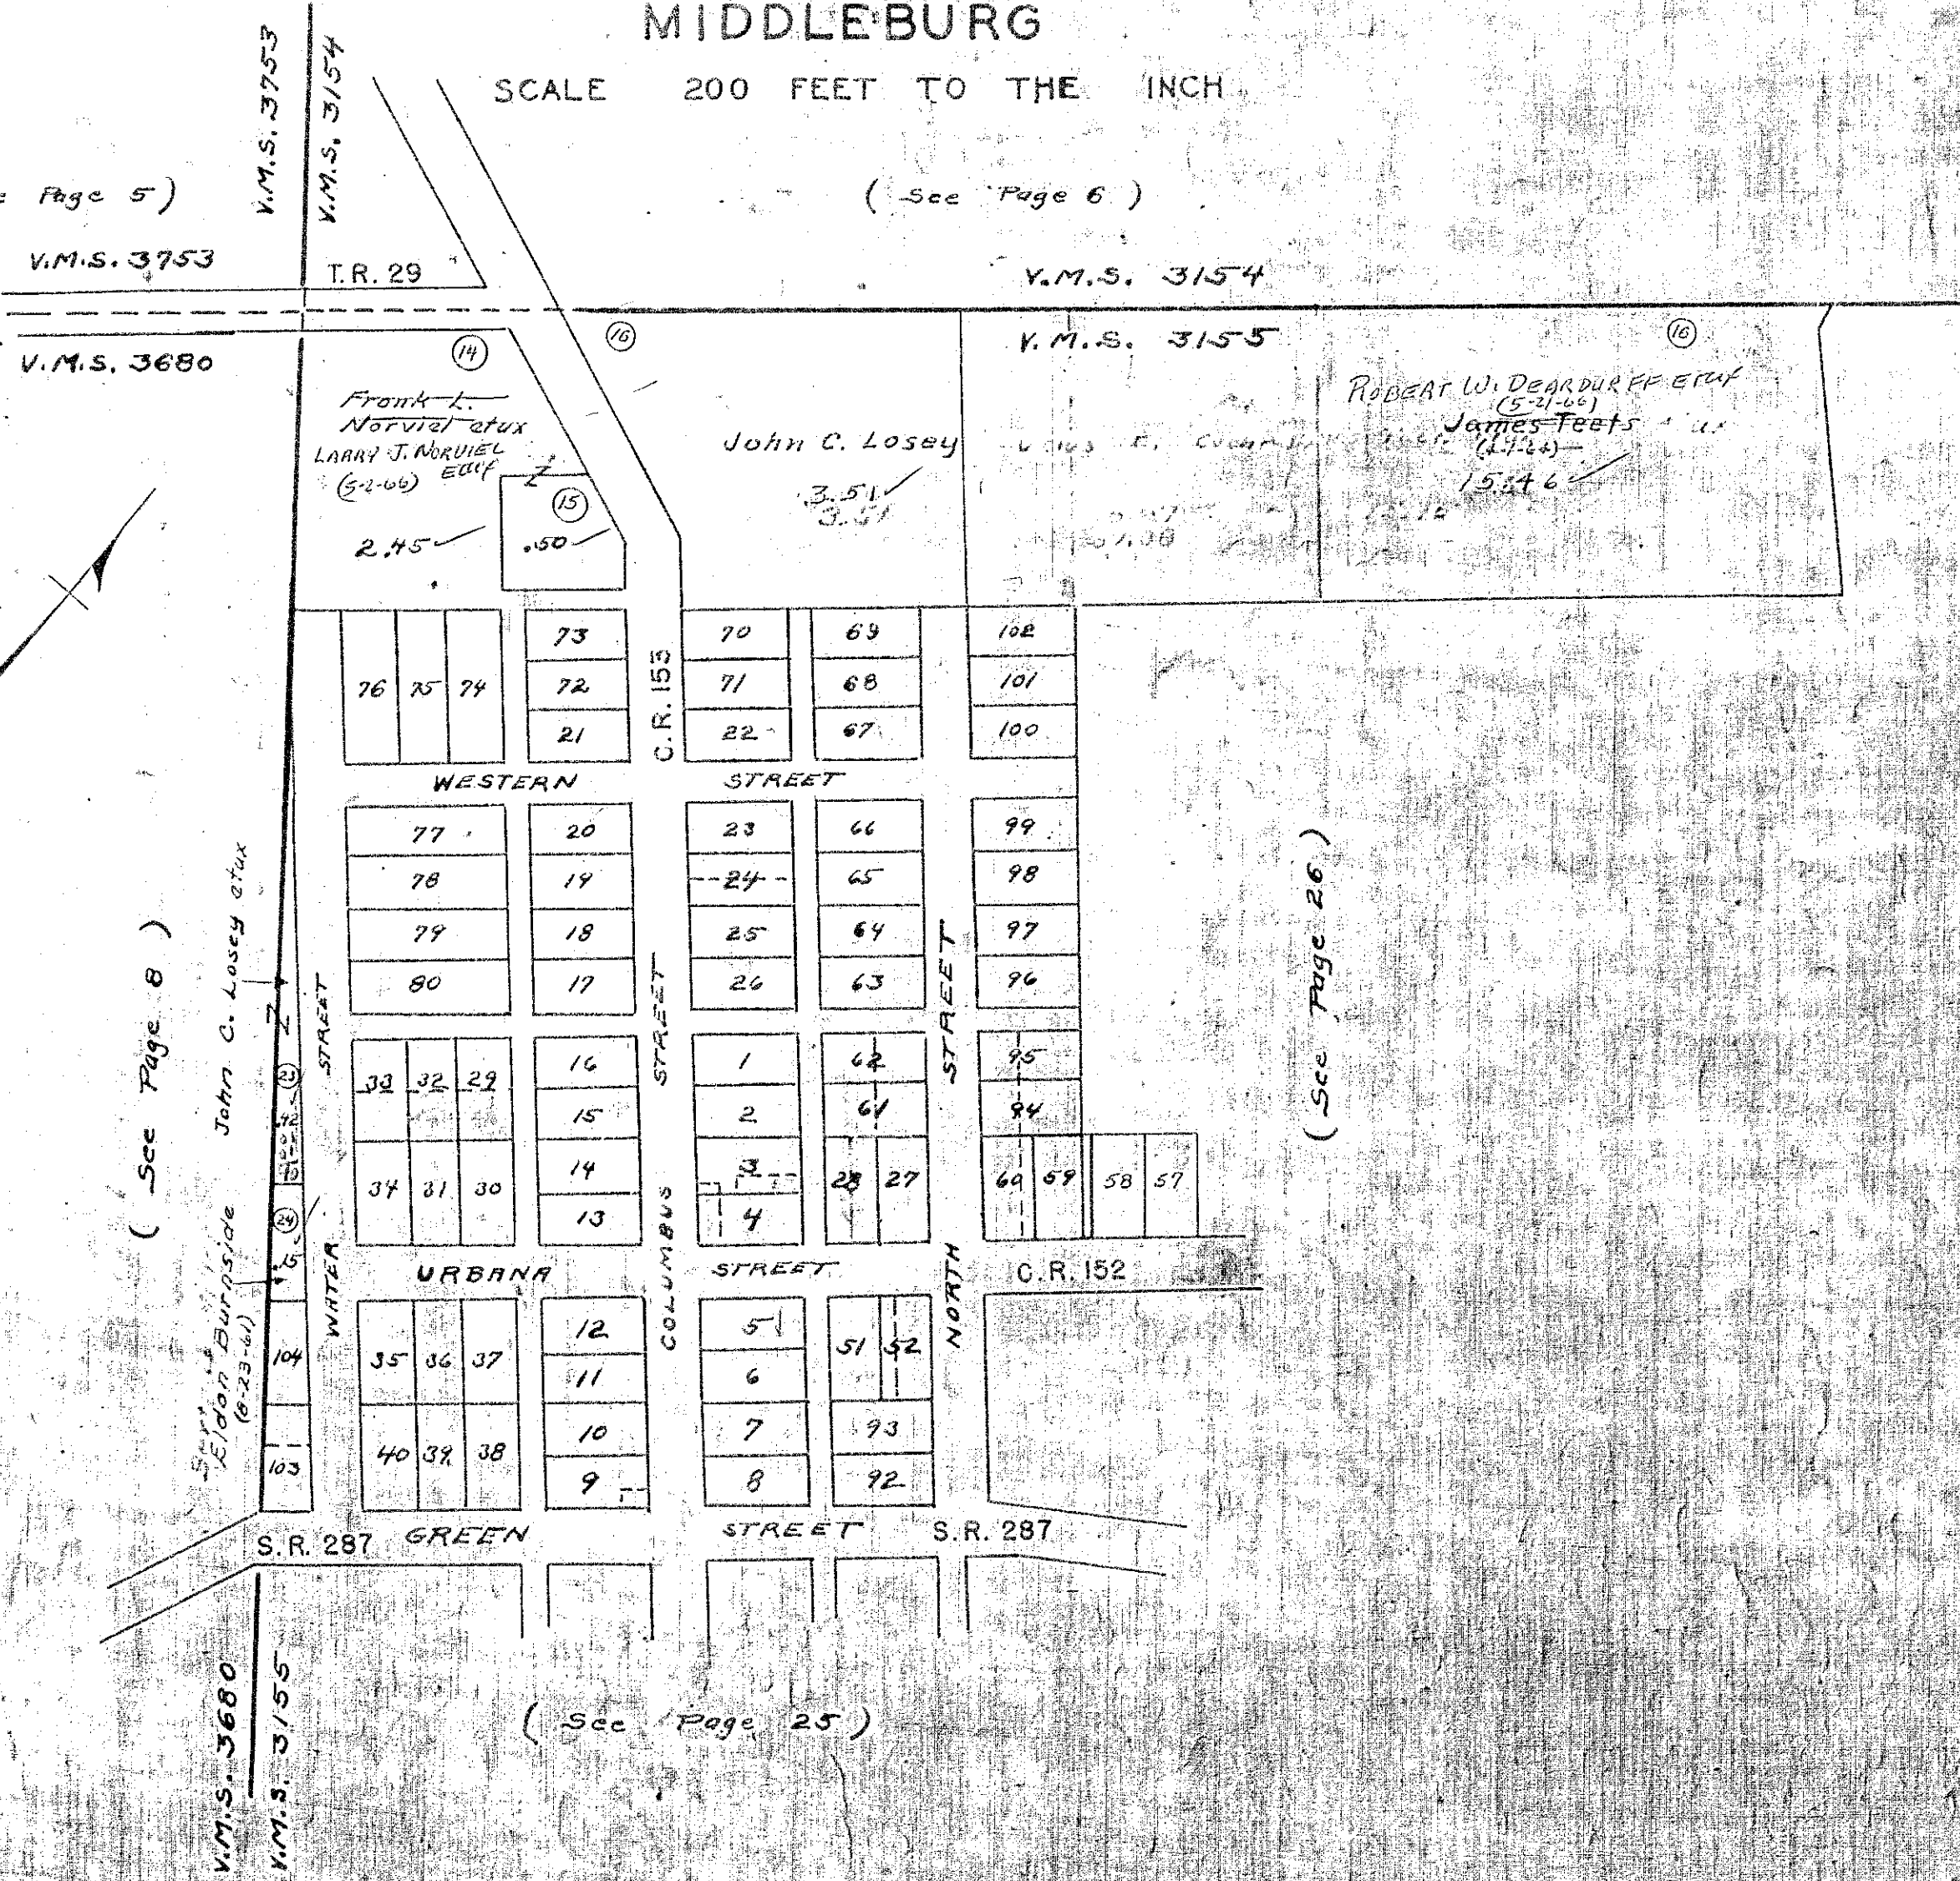 MIDDLEBURG
SCALE 200 FEET TO THE INCH
V.M.S. 3753
V.M.S. 3154
Page 5 )
( See Page 6 )
V.M.S. 3753
T.R. 29
V.M.S. 3154
V.M.S. 3680
V.M.S. 3155
14
16
16
Frank L.
Norviel etux
LARRY J. NORVIEL
(5-2-66) Etux
2.45
15
.50
John C. Losey
3.51
3.51
ROBERT W. DEARDURFF ETUX
(5-21-66)
James Teets
15.46
76 75 74
73
72
21
C.R. 153
70
71
22
69
68
67
102
101
100
WESTERN STREET
77
78
79
80
20
19
18
17
23
24
25
26
66
65
64
63
99
98
97
96
33 32 29
34 31 30
16
15
14
13
1
2
3
4
62
61
28 27
95
94
60 59 58 57
URBANA STREET C.R. 152
35 36 37
40 39 38
12
11
10
9
5
6
7
8
51 52
93
92
WATER STREET
COLUMBUS STREET
NORTH STREET
( See Page 8 )
John C. Losey etux
Eldon Burnside
(8-23-61)
23
24
.15
104
103
( See Page 26 )
S.R. 287 GREEN STREET S.R. 287
( See Page 25 )
V.M.S. 3680
V.M.S. 3155